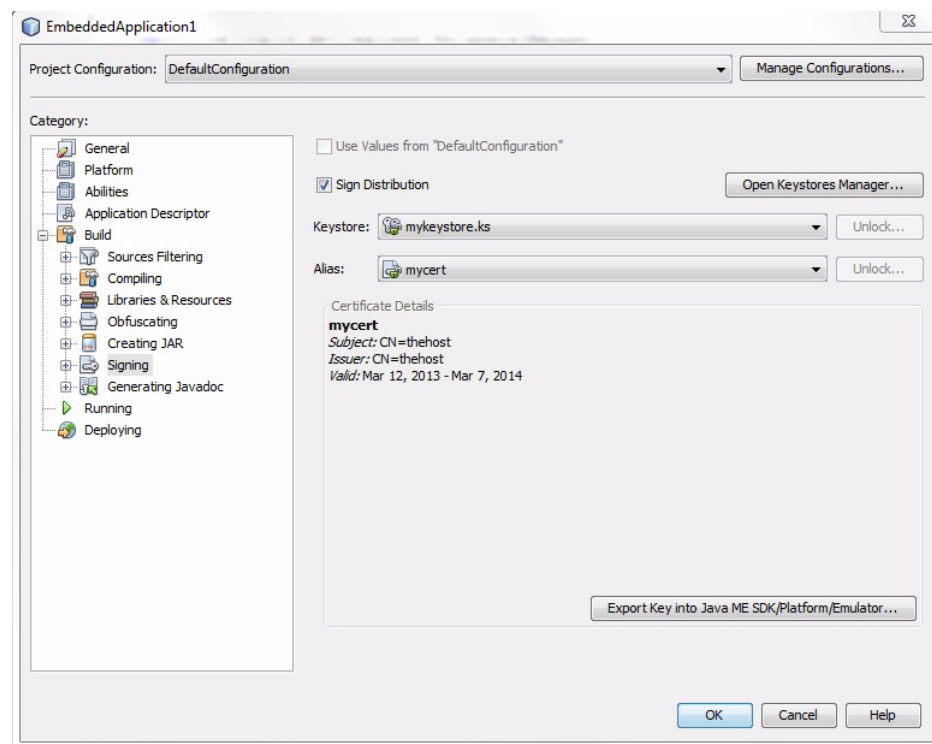 EmbeddedApplication1
Project Configuration: DefaultConfiguration Manage Configurations...
Category:
General
Platform
Abilities
Application Descriptor
Build
Sources Filtering
Compiling
Libraries & Resources
Obfuscating
Creating JAR
Signing
Generating Javadoc
Running
Deploying
Use Values from "DefaultConfiguration"
Sign Distribution Open Keystores Manager...
Keystore: mykeystore.ks Unlock...
Alias: mycert Unlock...
Certificate Details
mycert
Subject: CN=thehost
Issuer: CN=thehost
Valid: Mar 12, 2013 - Mar 7, 2014
Export Key into Java ME SDK/Platform/Emulator...
OK Cancel Help